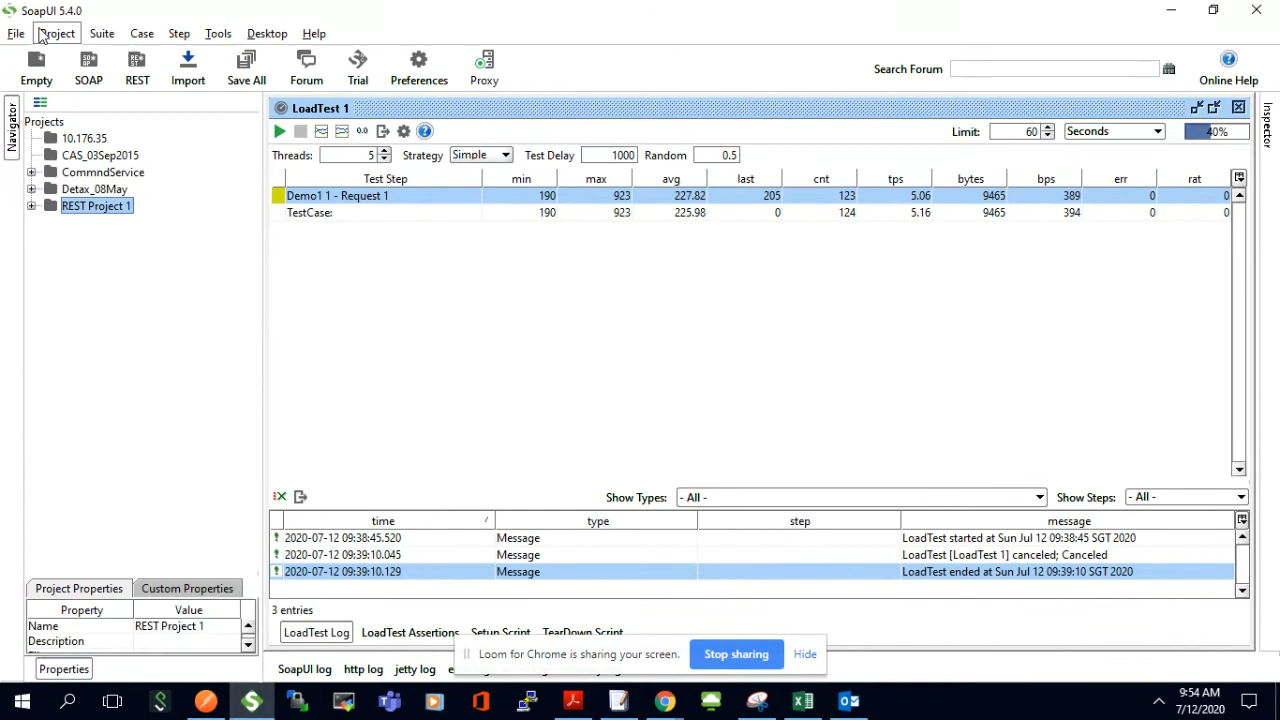 SoapUI 5.4.0
File Project Suite Case Step Tools Desktop Help
Empty SOAP REST Import Save All Forum Trial Preferences Proxy Search Forum Online Help
Navigator
Inspector
Projects
10.176.35
CAS_03Sep2015
CommndService
Detax_08May
REST Project 1
LoadTest 1
Limit: 60 Seconds 40%
Threads: 5 Strategy Simple Test Delay 1000 Random 0.5
Test Step min max avg last cnt tps bytes bps err rat
Demo1 1 - Request 1 190 923 227.82 205 123 5.06 9465 389 0 0
TestCase: 190 923 225.98 0 124 5.16 9465 394 0 0
Show Types: - All - Show Steps: - All -
time type step message
2020-07-12 09:38:45.520 Message LoadTest started at Sun Jul 12 09:38:45 SGT 2020
2020-07-12 09:39:10.045 Message LoadTest [LoadTest 1] canceled; Canceled
2020-07-12 09:39:10.129 Message LoadTest ended at Sun Jul 12 09:39:10 SGT 2020
3 entries
LoadTest Log LoadTest Assertions Setup Script TearDown Script
Project Properties Custom Properties
Property Value
Name REST Project 1
Description
Properties
SoapUI log http log jetty log
Loom for Chrome is sharing your screen. Stop sharing Hide
9:54 AM
7/12/2020